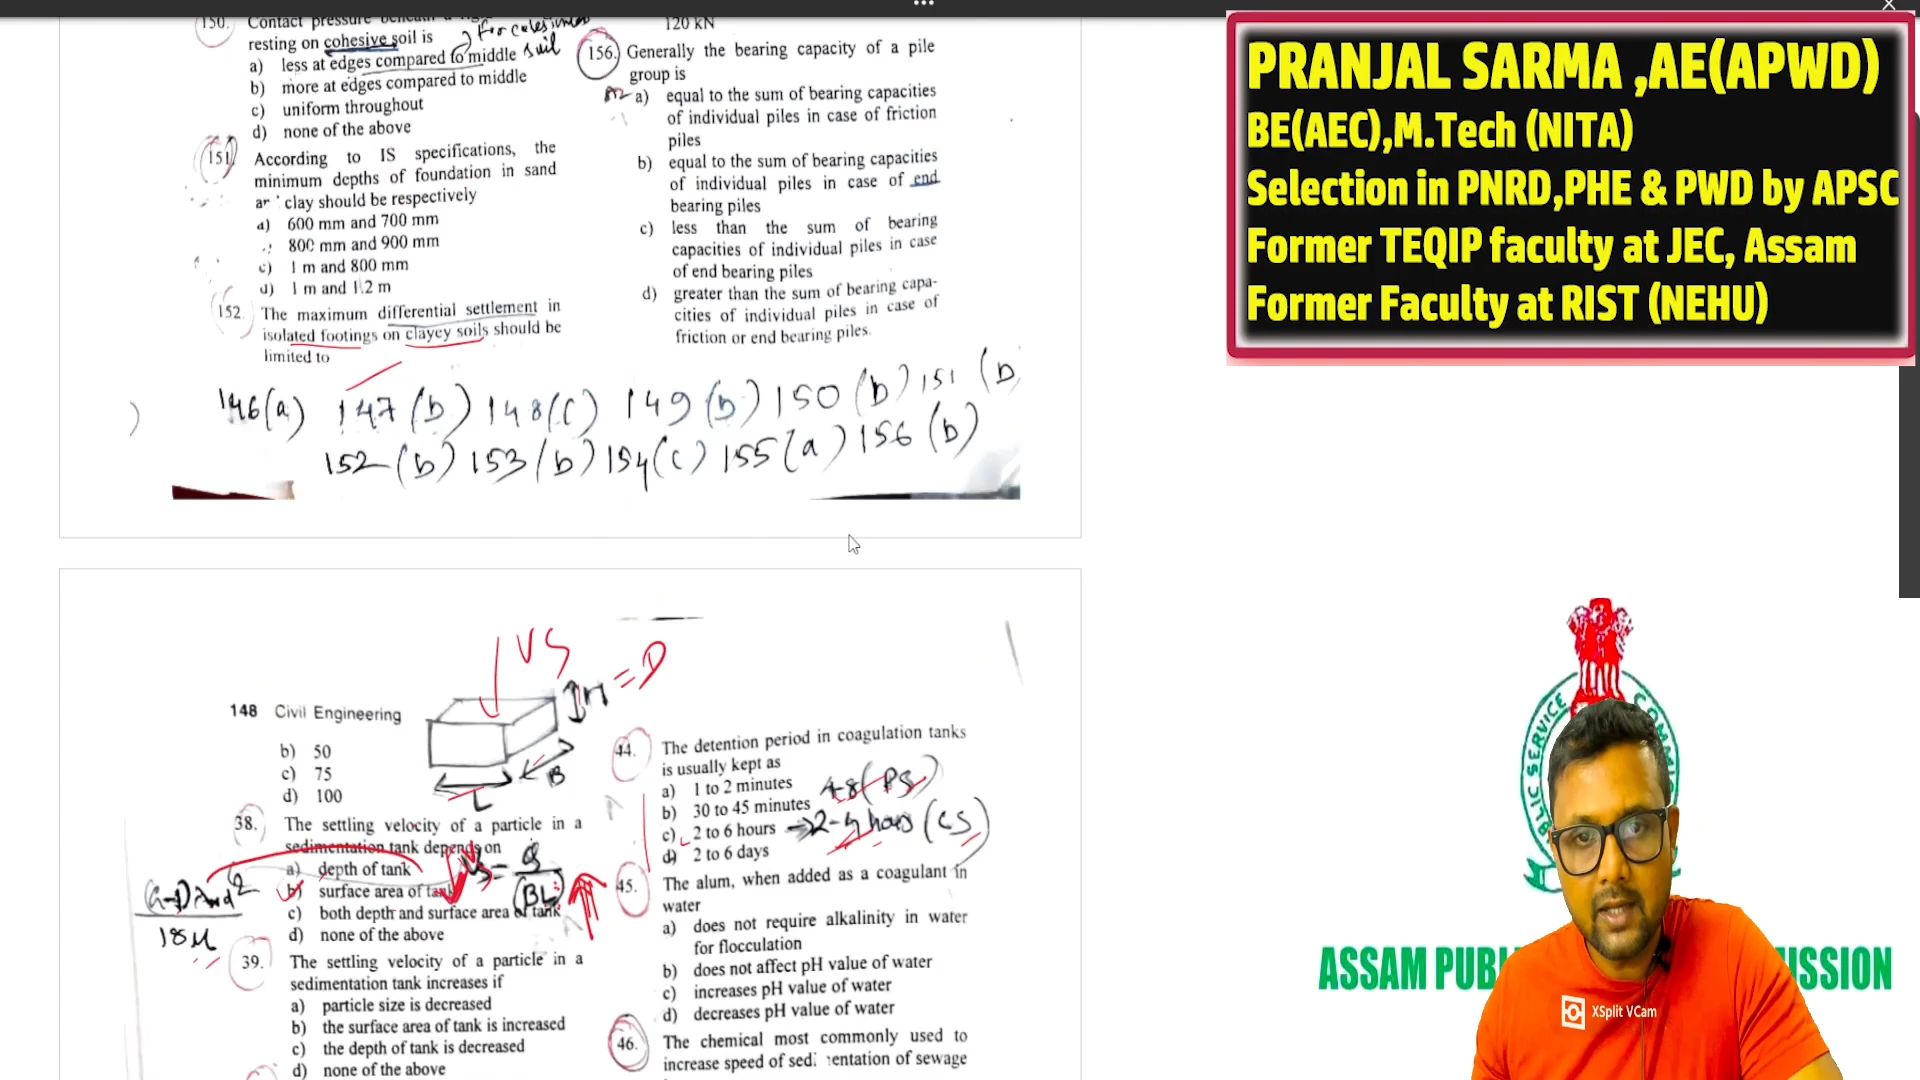 150. Contact pressure beneath a
resting on cohesive soil is
a) less at edges compared to middle
b) more at edges compared to middle
c) uniform throughout
d) none of the above
soil
151. According to IS specifications, the
minimum depths of foundation in sand
clay should be respectively
a) 600 mm and 700 mm
800 mm and 900 mm
c) 1 m and 800 mm
d) 1 m and 1.2 m
152. The maximum differential settlement in
isolated footings on clayey soils should be
limited to
120 kN
156. Generally the bearing capacity of a pile
group is
a) equal to the sum of bearing capacities
of individual piles in case of friction
piles
b) equal to the sum of bearing capacities
of individual piles in case of end
bearing piles
c) less than the sum of bearing
capacities of individual piles in case
of end bearing piles
d) greater than the sum of bearing capa-
cities of individual piles in case of
friction or end bearing piles.
146(a) 147(b) 148(c) 149(b) 150(b) 151(b
152(b) 153(b) 154(c) 155(a) 156(b)
148 Civil Engineering
b) 50
c) 75
d) 100
VS
H = D
B
L
38. The settling velocity of a particle in a
sedimentation tank depends on
a) depth of tank
b) surface area of tank
c) both depth and surface area of tank
d) none of the above
18μ
39. The settling velocity of a particle in a
sedimentation tank increases if
a) particle size is decreased
b) the surface area of tank is increased
c) the depth of tank is decreased
d) none of the above
44. The detention period in coagulation tanks
is usually kept as
a) 1 to 2 minutes
b) 30 to 45 minutes
c) 2 to 6 hours
d) 2 to 6 days
4-8(PS)
45. The alum, when added as a coagulant in
water
a) does not require alkalinity in water
for flocculation
b) does not affect pH value of water
c) increases pH value of water
d) decreases pH value of water
46. The chemical most commonly used to
increase speed of sedimentation of sewage
PRANJAL SARMA ,AE(APWD)
BE(AEC),M.Tech (NITA)
Selection in PNRD,PHE & PWD by APSC
Former TEQIP faculty at JEC, Assam
Former Faculty at RIST (NEHU)
ASSAM PUBL
ISSION
XSplit VCam